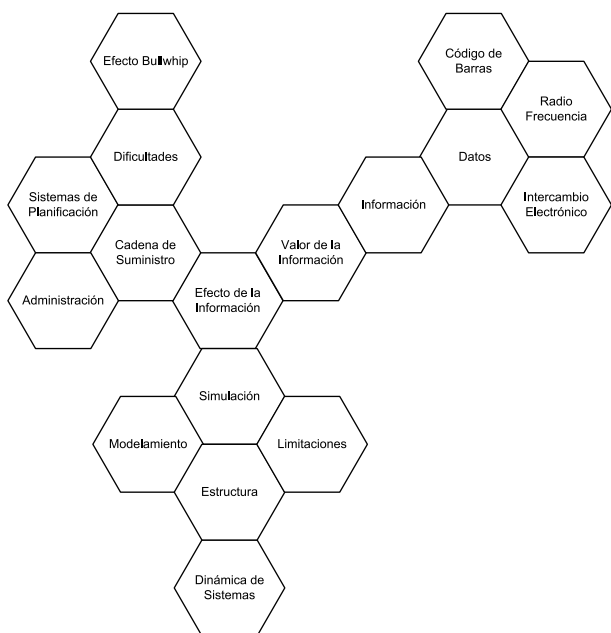 Efecto Bullwhip
Código de
Barras
Radio
Frecuencia
Dificultades
Datos
Sistemas de
Planificación
Información
Intercambio
Electrónico
Cadena de
Suministro
Valor de la
Información
Administración
Efecto de la
Información
Simulación
Modelamiento
Limitaciones
Estructura
Dinámica de
Sistemas